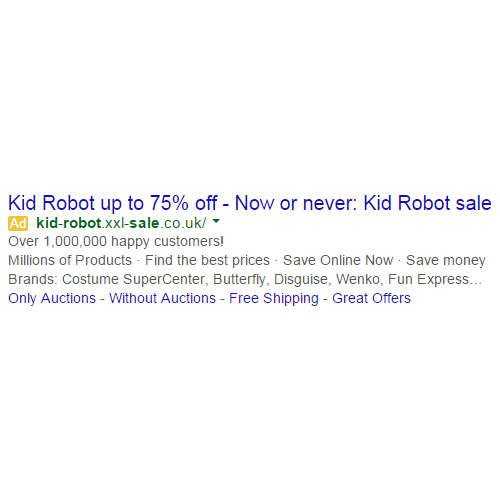 Kid Robot up to 75% off - Now or never: Kid Robot sale
Ad kid-robot.xxl-sale.co.uk/
Over 1,000,000 happy customers!
Millions of Products · Find the best prices · Save Online Now · Save money
Brands: Costume SuperCenter, Butterfly, Disguise, Wenko, Fun Express...
Only Auctions - Without Auctions - Free Shipping - Great Offers